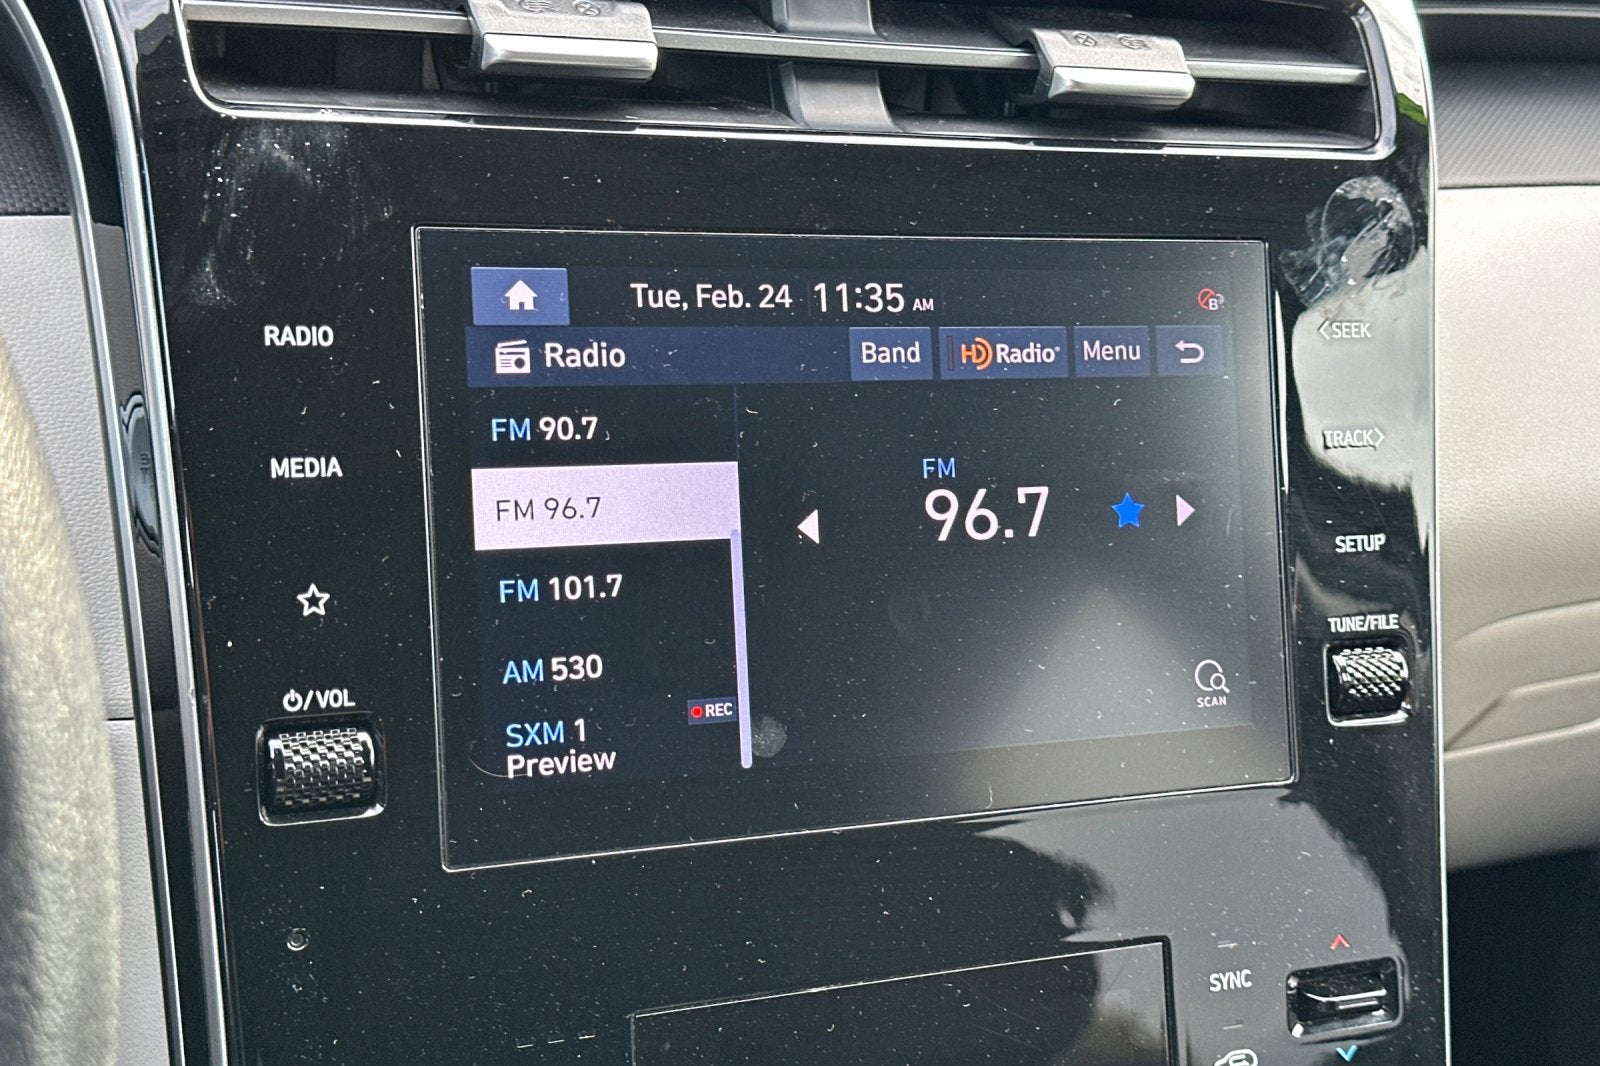 Tue, Feb. 24 11:35 AM
B
RADIO
Radio Band HD Radio Menu
<SEEK
FM 90.7
MEDIA
FM 96.7
FM
96.7
TRACK>
FM 101.7
SETUP
AM 530
TUNE/FILE
/VOL
SXM 1
Preview
REC
SCAN
SYNC